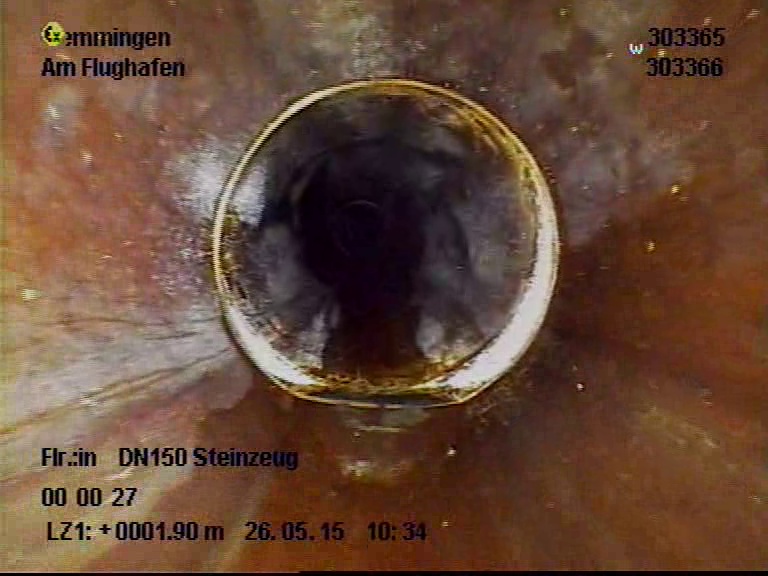 emmingen
Am Flughafen
w 303365
303366
Flr.:in DN150 Steinzeug
00 00 27
LZ1: +0001.90 m 26.05.15 10:34